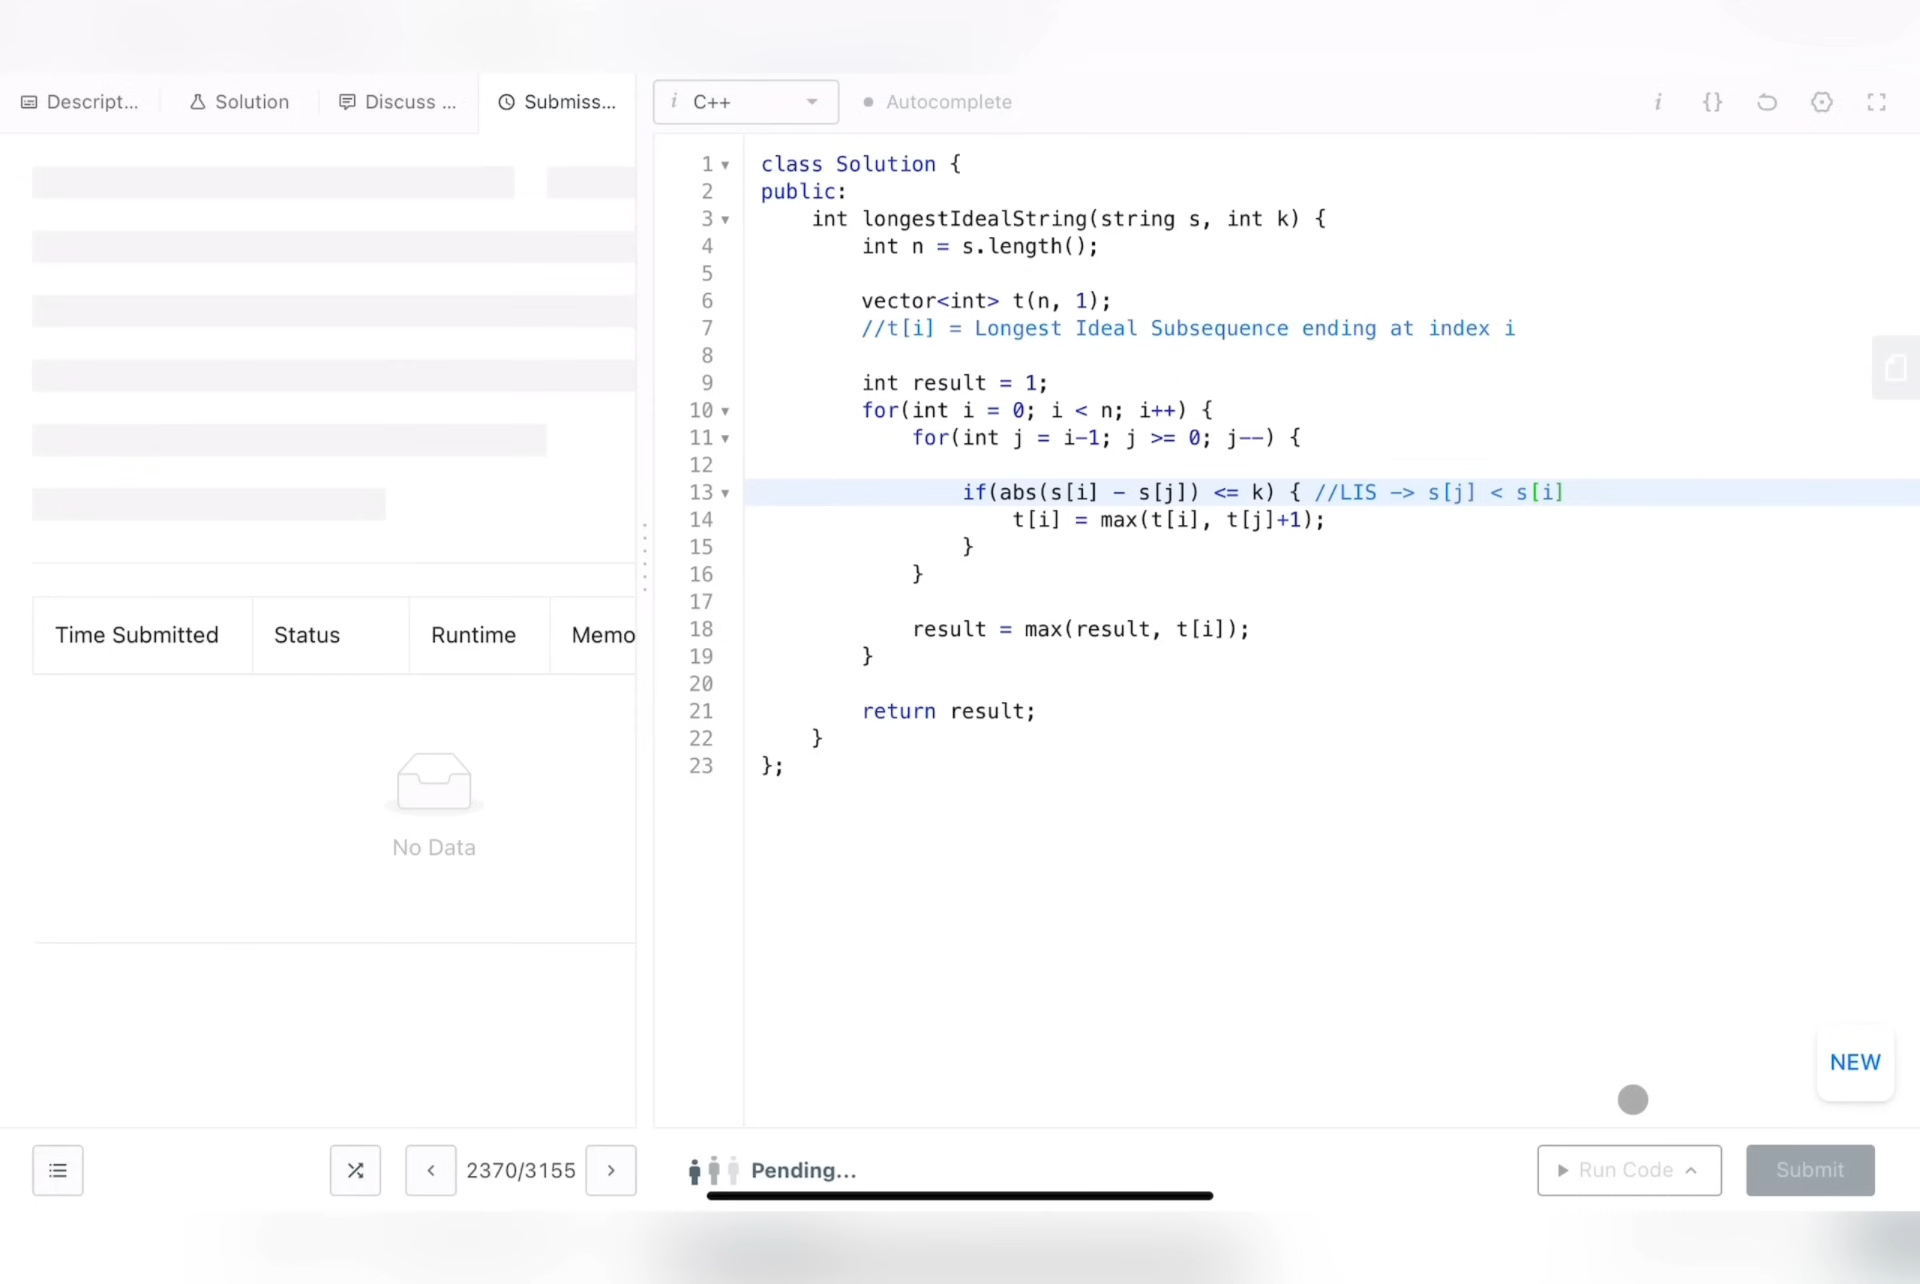 Descript...
Solution
Discuss ...
Submiss...
i C++
Autocomplete
i {}
1 class Solution {
2 public:
3     int longestIdealString(string s, int k) {
4         int n = s.length();
5
6         vector<int> t(n, 1);
7         //t[i] = Longest Ideal Subsequence ending at index i
8
9         int result = 1;
10         for(int i = 0; i < n; i++) {
11             for(int j = i-1; j >= 0; j--) {
12
13                 if(abs(s[i] - s[j]) <= k) { //LIS -> s[j] < s[i]
14                     t[i] = max(t[i], t[j]+1);
15                 }
16             }
17
18             result = max(result, t[i]);
19         }
20
21         return result;
22     }
23 };
Time Submitted
Status
Runtime
Memo
No Data
NEW
2370/3155
Pending...
Run Code
Submit